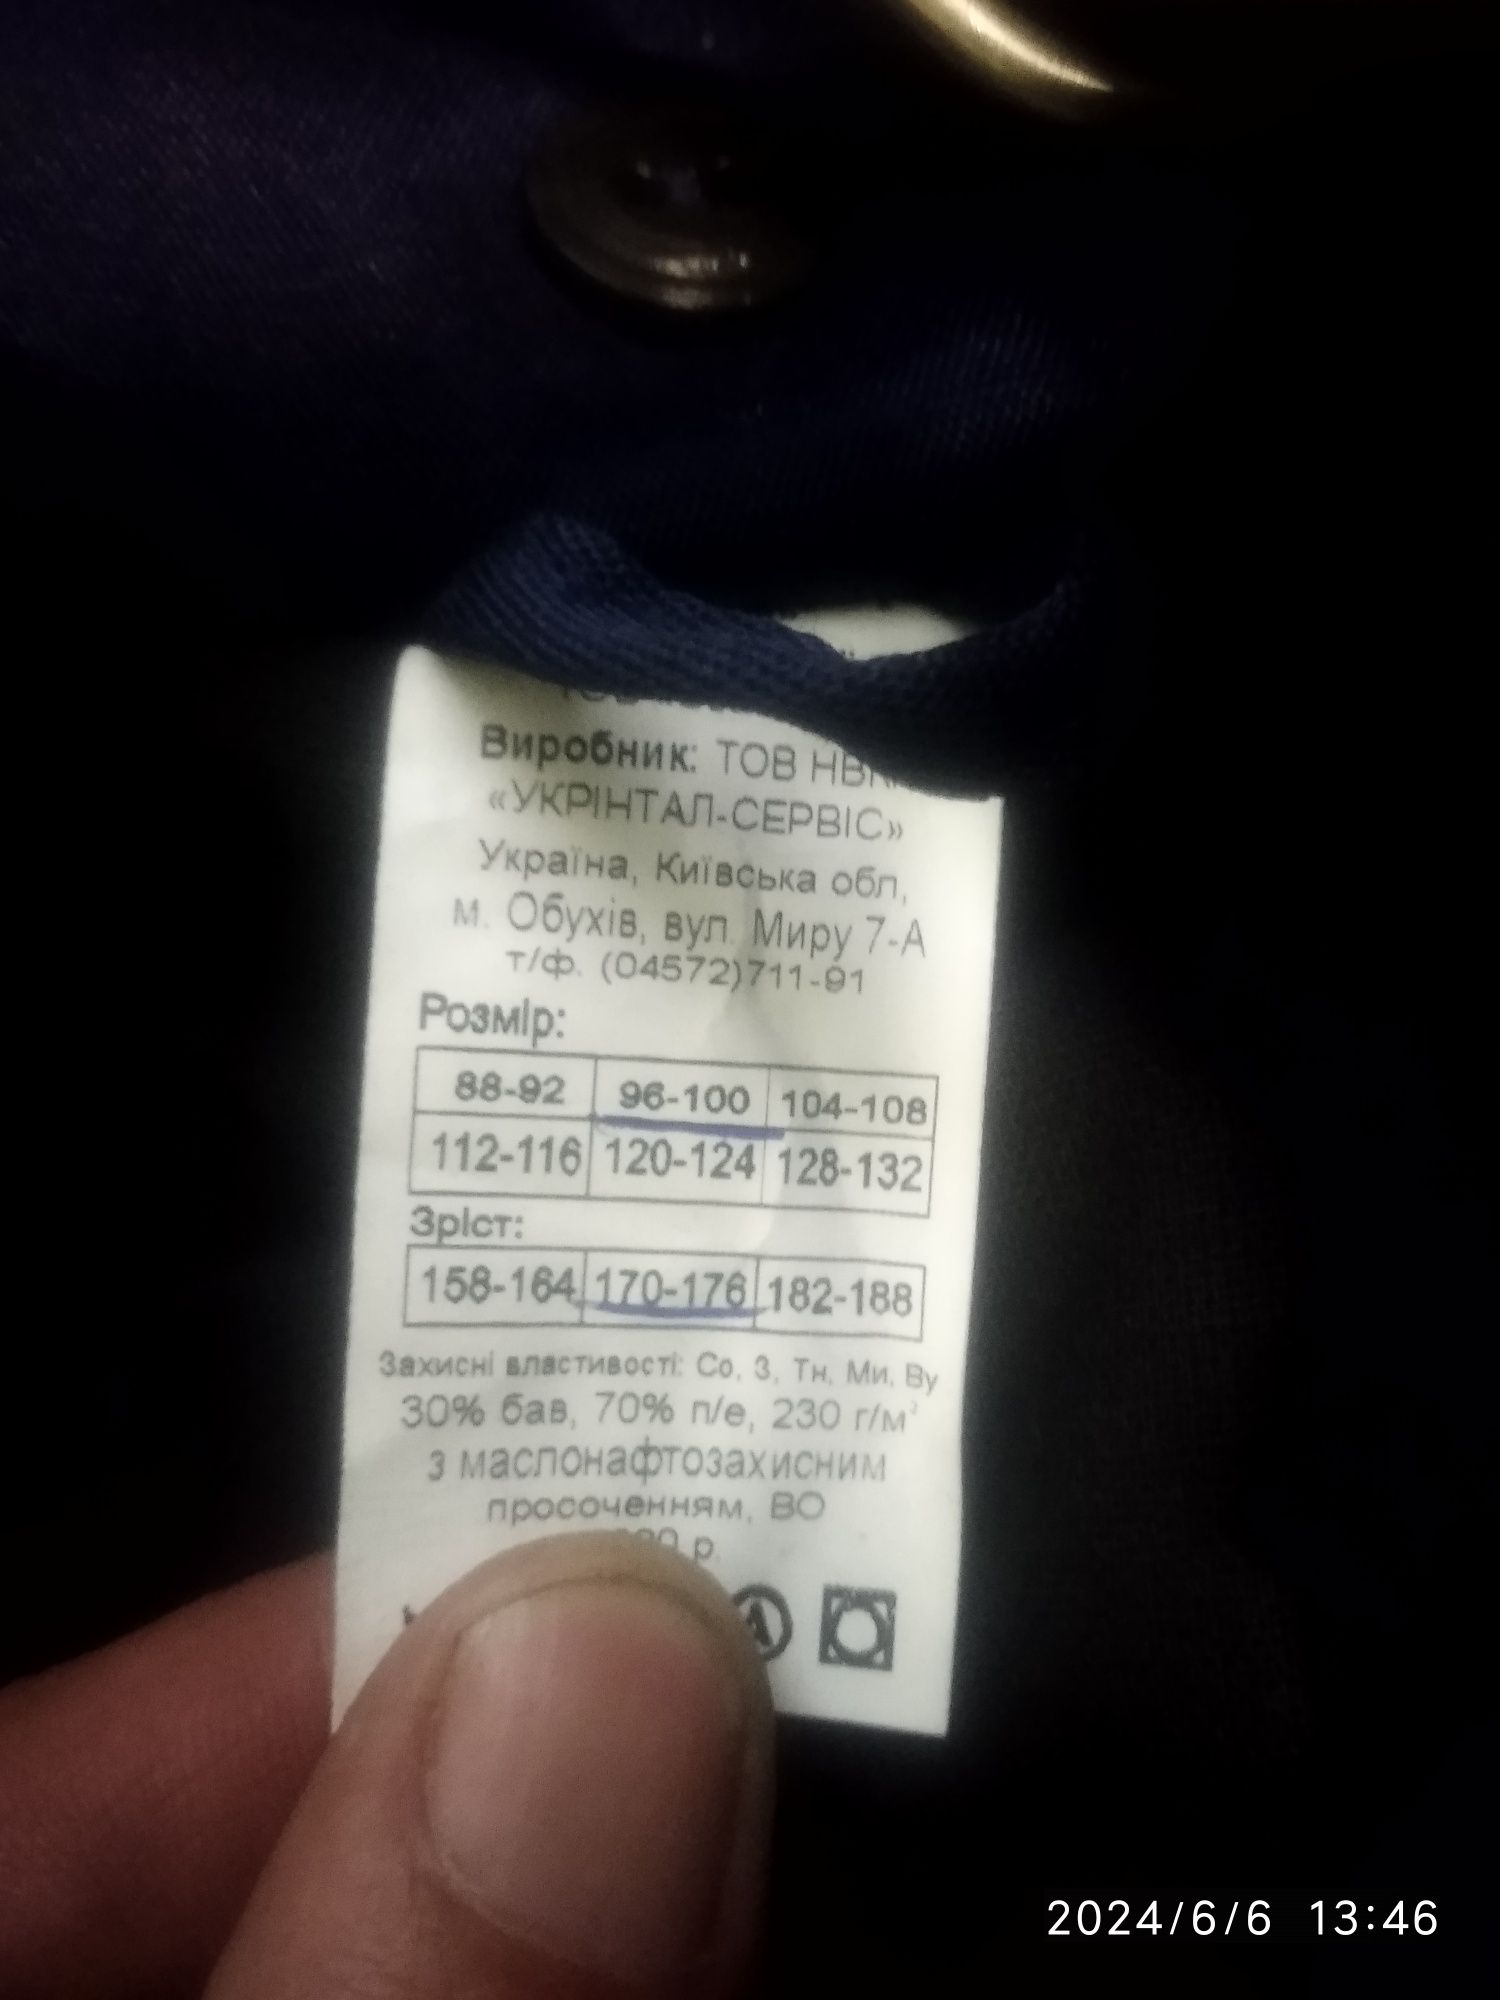 Виробник: ТОВ
«УКРІНТАЛ-СЕРВІС»
Україна, Київська обл,
м. Обухів, вул. Миру 7-А
т/ф. (04572)711-91
Розмір:
88-92 96-100 104-108
112-116 120-124 128-132
Зріст:
158-164 170-176 182-188
Захисні властивості: Со, З, Тн, Ми, Ву
30% бав, 70% п/е, 230 г/м²
з маслонафтозахисним
просоченням, ВО
р.
А
2024/6/6 13:46